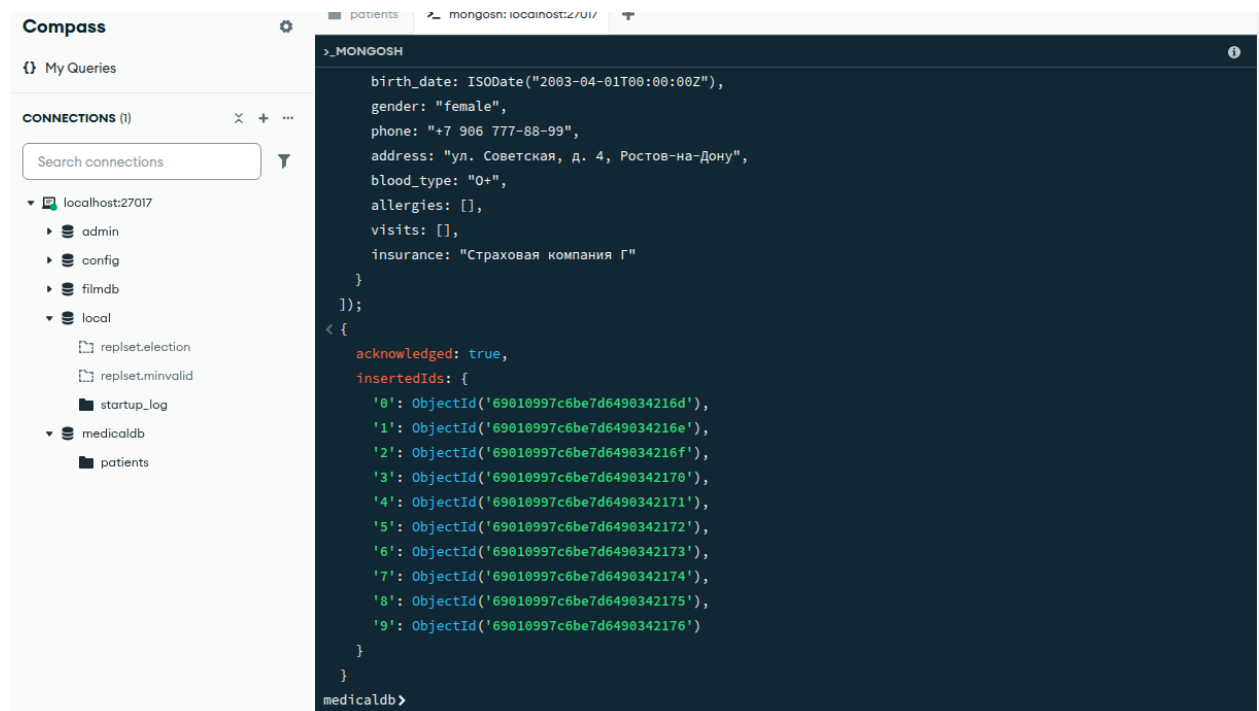 Compass
{} My Queries
CONNECTIONS (1)
Search connections
localhost:27017
admin
config
filmdb
local
replset.election
replset.minvalid
startup_log
medicaldb
patients
patients
>_ mongosh: localhost:27017 +
>_MONGOSH
birth_date: ISODate("2003-04-01T00:00:00Z"),
gender: "female",
phone: "+7 906 777-88-99",
address: "ул. Советская, д. 4, Ростов-на-Дону",
blood_type: "O+",
allergies: [],
visits: [],
insurance: "Страховая компания Г"
}
]);
< {
acknowledged: true,
insertedIds: {
'0': ObjectId('69010997c6be7d649034216d'),
'1': ObjectId('69010997c6be7d649034216e'),
'2': ObjectId('69010997c6be7d649034216f'),
'3': ObjectId('69010997c6be7d6490342170'),
'4': ObjectId('69010997c6be7d6490342171'),
'5': ObjectId('69010997c6be7d6490342172'),
'6': ObjectId('69010997c6be7d6490342173'),
'7': ObjectId('69010997c6be7d6490342174'),
'8': ObjectId('69010997c6be7d6490342175'),
'9': ObjectId('69010997c6be7d6490342176')
}
}
medicaldb>